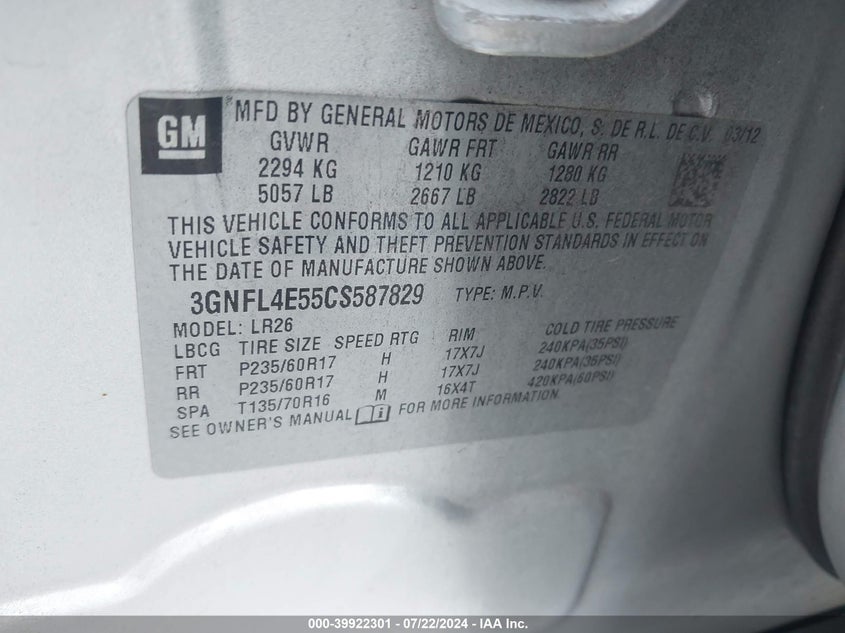 GM
MFD BY GENERAL MOTORS DE MEXICO, S. DE R.L. DE C.V. 03/12
GVWR GAWR FRT GAWR RR
2294 KG 1210 KG 1280 KG
5057 LB 2667 LB 2822 LB
THIS VEHICLE CONFORMS TO ALL APPLICABLE U.S. FEDERAL MOTOR
VEHICLE SAFETY AND THEFT PREVENTION STANDARDS IN EFFECT ON
THE DATE OF MANUFACTURE SHOWN ABOVE.
3GNFL4E55CS587829 TYPE: M.P.V.
MODEL: LR26
LBCG TIRE SIZE SPEED RTG RIM COLD TIRE PRESSURE
FRT P235/60R17 H 17X7J 240KPA(35PSI)
RR P235/60R17 H 17X7J 240KPA(35PSI)
SPA T135/70R16 M 16X4T 420KPA(60PSI)
SEE OWNER'S MANUAL FOR MORE INFORMATION.
000-39922301 - 07/22/2024 - IAA Inc.